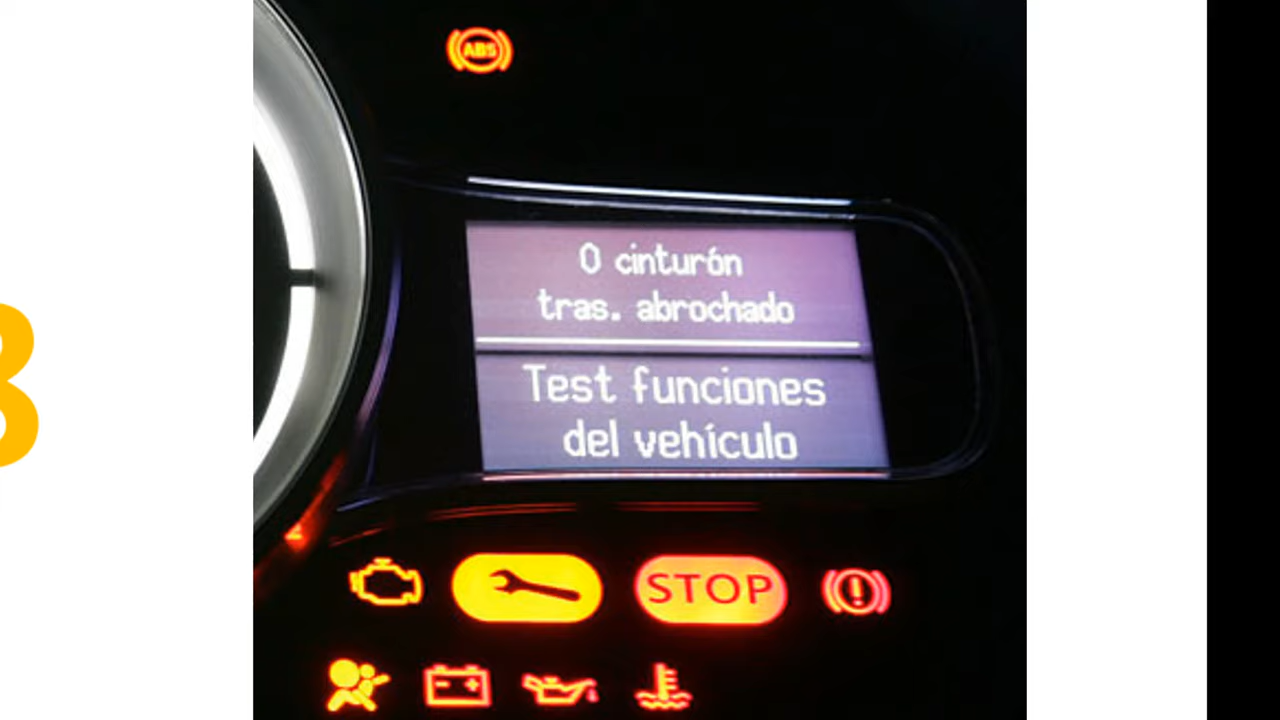 ABS
0 cinturón
tras. abrochado
Test funciones
del vehículo
STOP